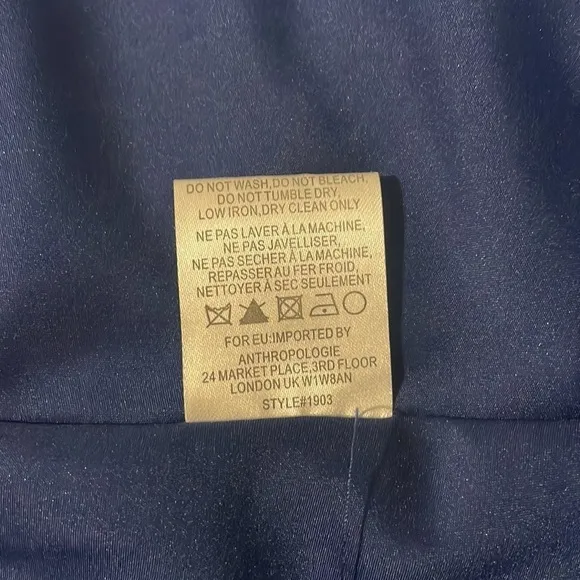 DO NOT WASH,DO NOT BLEACH,
DO NOT TUMBLE DRY,
LOW IRON,DRY CLEAN ONLY
NE PAS LAVER À LA MACHINE,
NE PAS JAVELLISER,
NE PAS SECHER À LA MACHINE,
REPASSER AU FER FROID,
NETTOYER À SEC SEULEMENT
FOR EU:IMPORTED BY
ANTHROPOLOGIE
24 MARKET PLACE,3RD FLOOR
LONDON UK W1W8AN
STYLE#1903